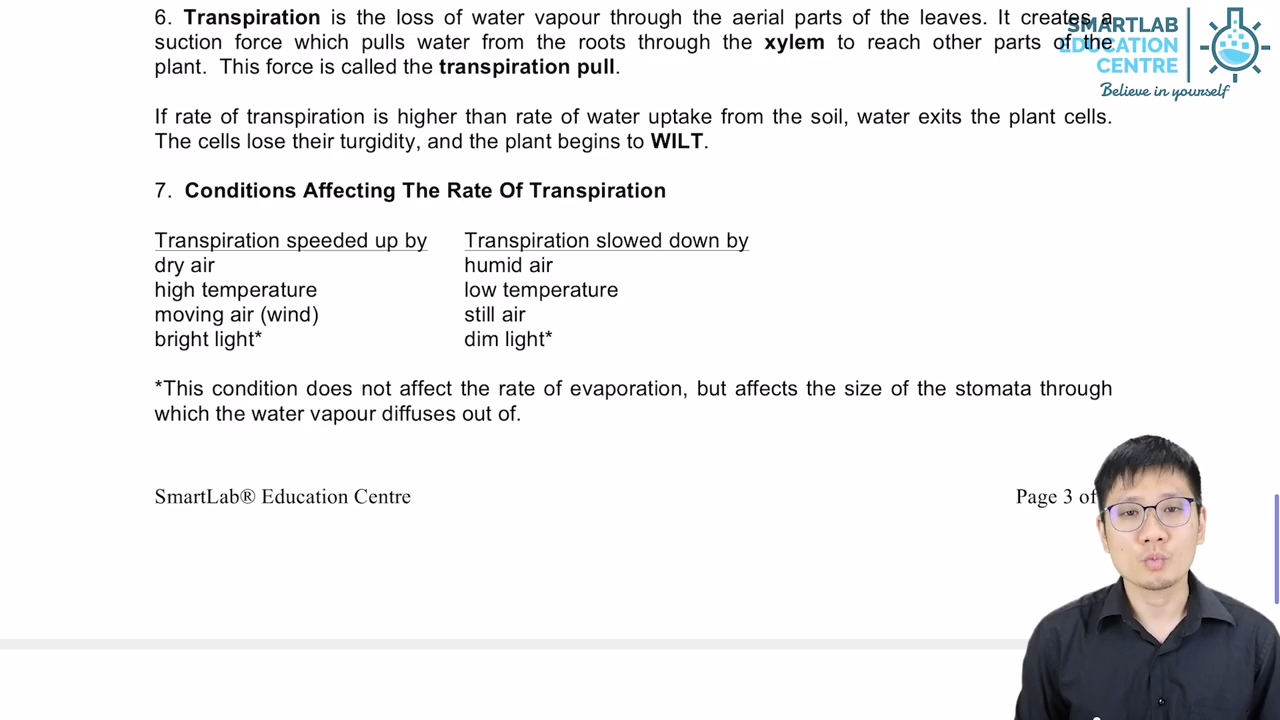 6. Transpiration is the loss of water vapour through the aerial parts of the leaves. It creates a
suction force which pulls water from the roots through the xylem to reach other parts of the
plant. This force is called the transpiration pull.
SMARTLAB
EDUCATION
CENTRE
Believe in yourself
If rate of transpiration is higher than rate of water uptake from the soil, water exits the plant cells.
The cells lose their turgidity, and the plant begins to WILT.
7. Conditions Affecting The Rate Of Transpiration
Transpiration speeded up by Transpiration slowed down by
dry air humid air
high temperature low temperature
moving air (wind) still air
bright light* dim light*
*This condition does not affect the rate of evaporation, but affects the size of the stomata through
which the water vapour diffuses out of.
SmartLab® Education Centre Page 3 of